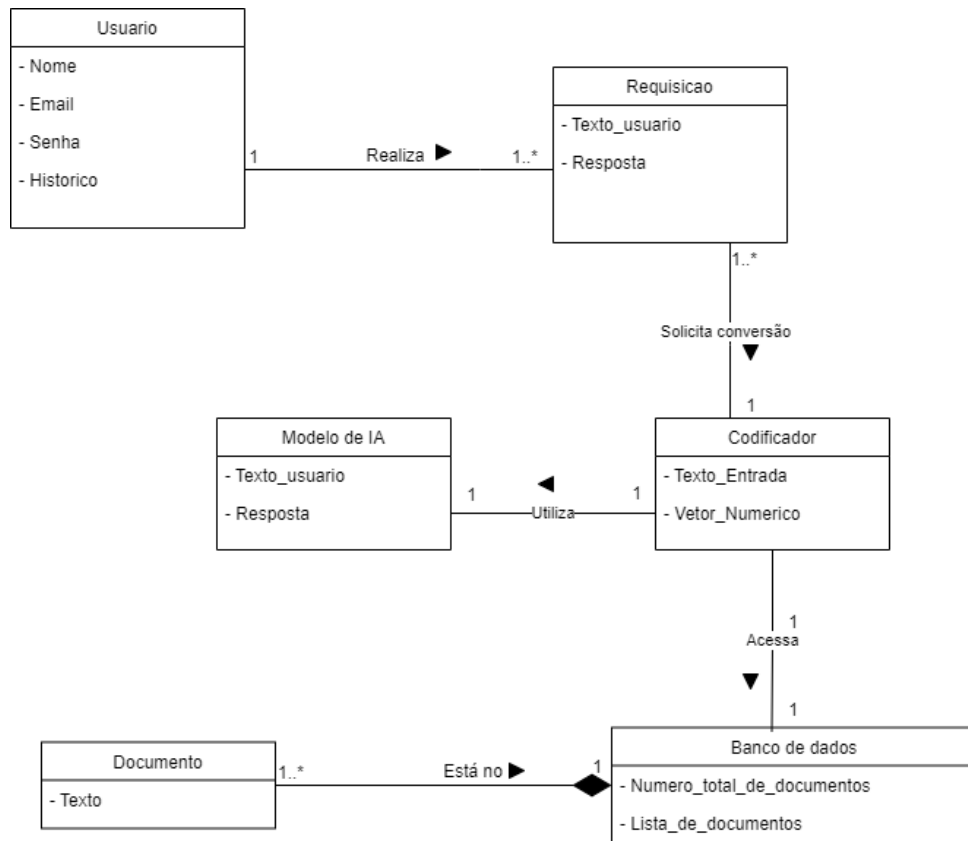 Usuario
- Nome
- Email
- Senha
- Historico
1
Realiza
1..*
Requisicao
- Texto_usuario
- Resposta
1..*
Solicita conversão
1
Modelo de IA
- Texto_usuario
- Resposta
1
Utiliza
1
Codificador
- Texto_Entrada
- Vetor_Numerico
1
Acessa
1
Documento
- Texto
1..*
Está no
1
Banco de dados
- Numero_total_de_documentos
- Lista_de_documentos